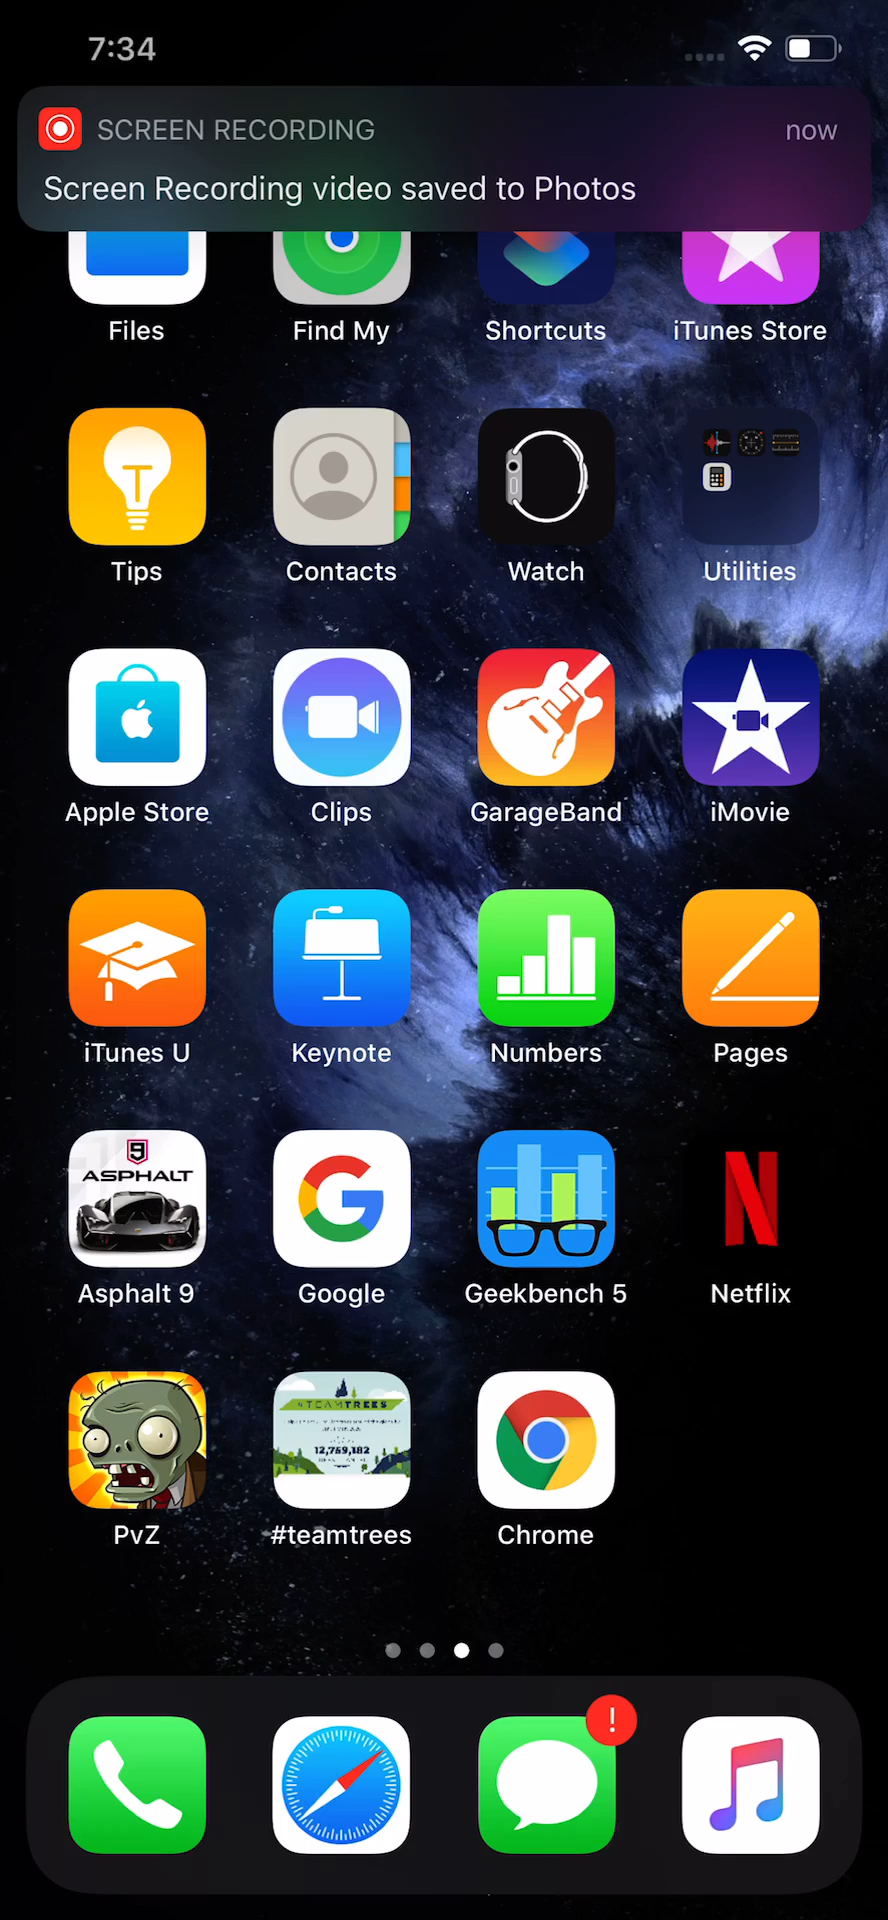 7:34
SCREEN RECORDING now
Screen Recording video saved to Photos
Files Find My Shortcuts iTunes Store
Tips Contacts Watch Utilities
Apple Store Clips GarageBand iMovie
iTunes U Keynote Numbers Pages
9
ASPHALT
Asphalt 9 Google Geekbench 5 Netflix
#TEAMTREES
12,759,182
PvZ #teamtrees Chrome
!